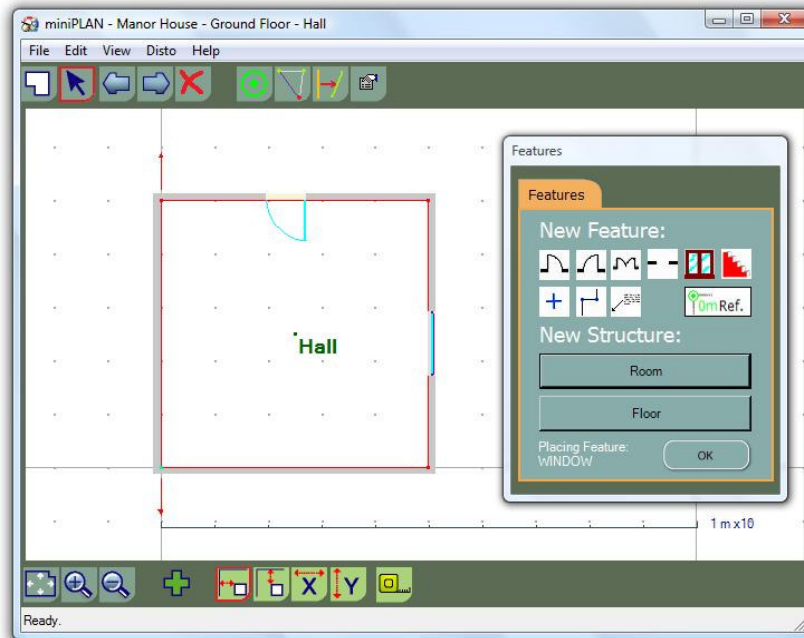 miniPLAN - Manor House - Ground Floor - Hall
File Edit View Disto Help
Features
Features
New Feature:
0m Ref.
New Structure:
Room
Floor
Placing Feature:
WINDOW
OK
Hall
1 m x10
X Y
Ready.